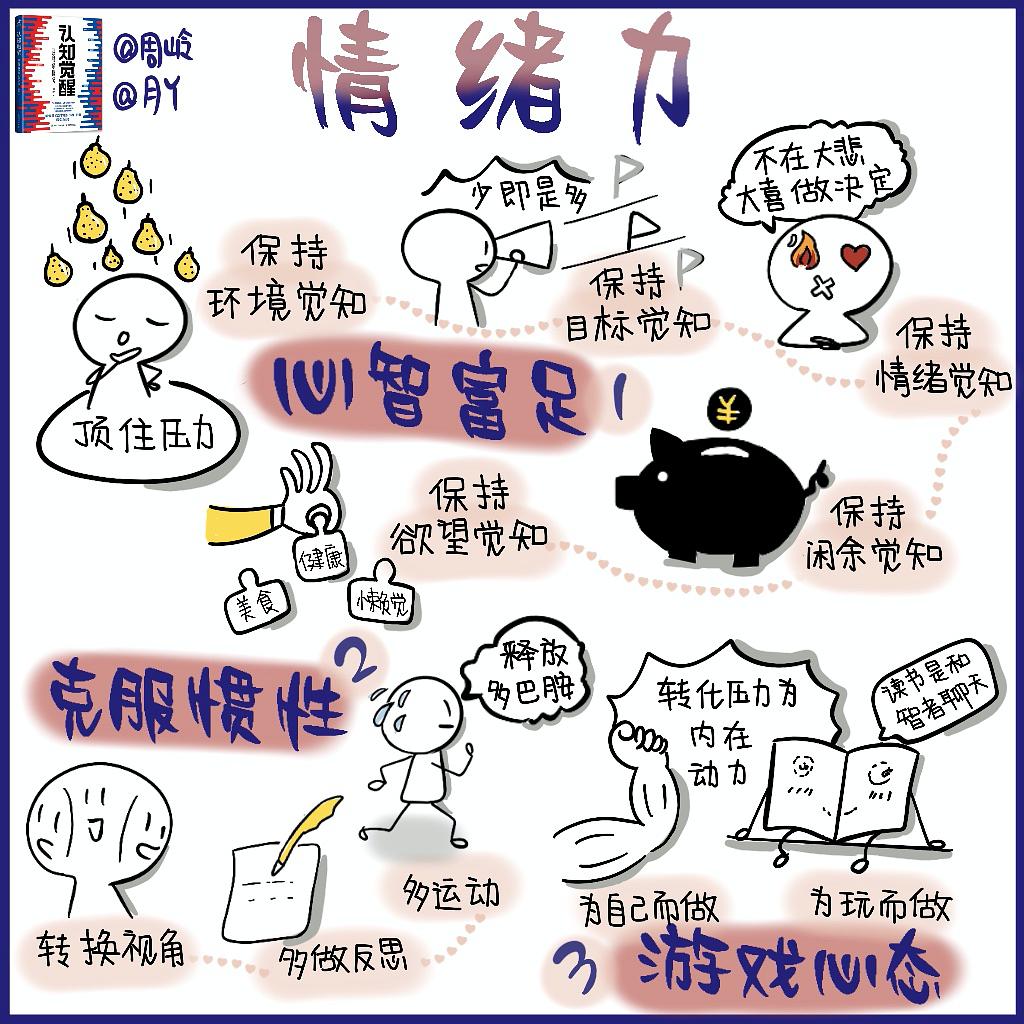 认知觉醒
@周岭
@月丫
情绪力
少即是多
不在大悲
大喜做决定
保持
环境觉知
保持
目标觉知
保持
情绪觉知
顶住压力
心智富足 1
¥
保持
欲望觉知
保持
闲余觉知
健康
美食
懒觉
克服惯性 2
释放
多巴胺
转化压力为
内在
动力
读书是和
智者聊天
多运动
转换视角
多做反思
为自己而做
为玩而做
3 游戏心态